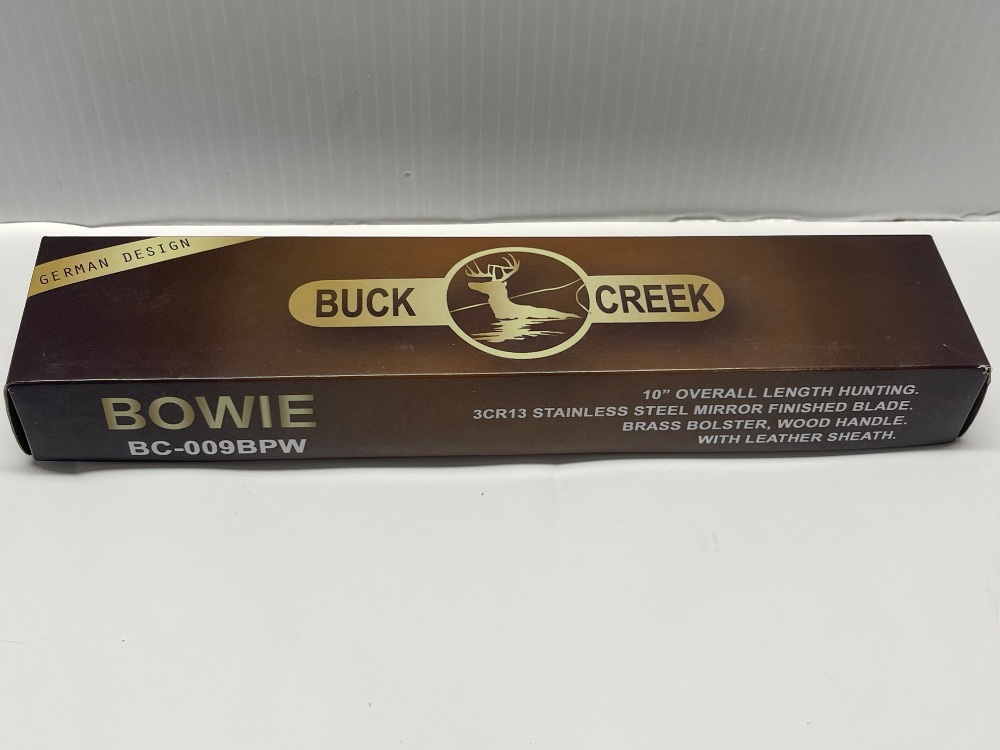 GERMAN DESIGN
BUCK CREEK
BOWIE
BC-009BPW
10” OVERALL LENGTH HUNTING.
3CR13 STAINLESS STEEL MIRROR FINISHED BLADE.
BRASS BOLSTER, WOOD HANDLE.
WITH LEATHER SHEATH.